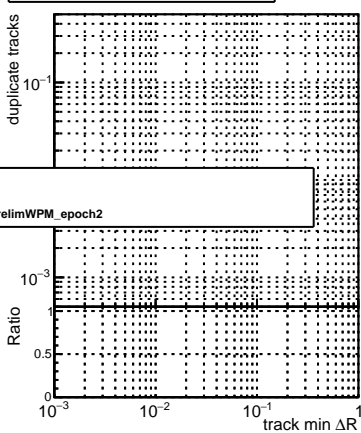 duplicate tracks
10⁻¹
relimWPM_epoch2
10⁻³
Ratio
1
0.5
0
10⁻³ 10⁻² 10⁻¹ 1
track min ΔR